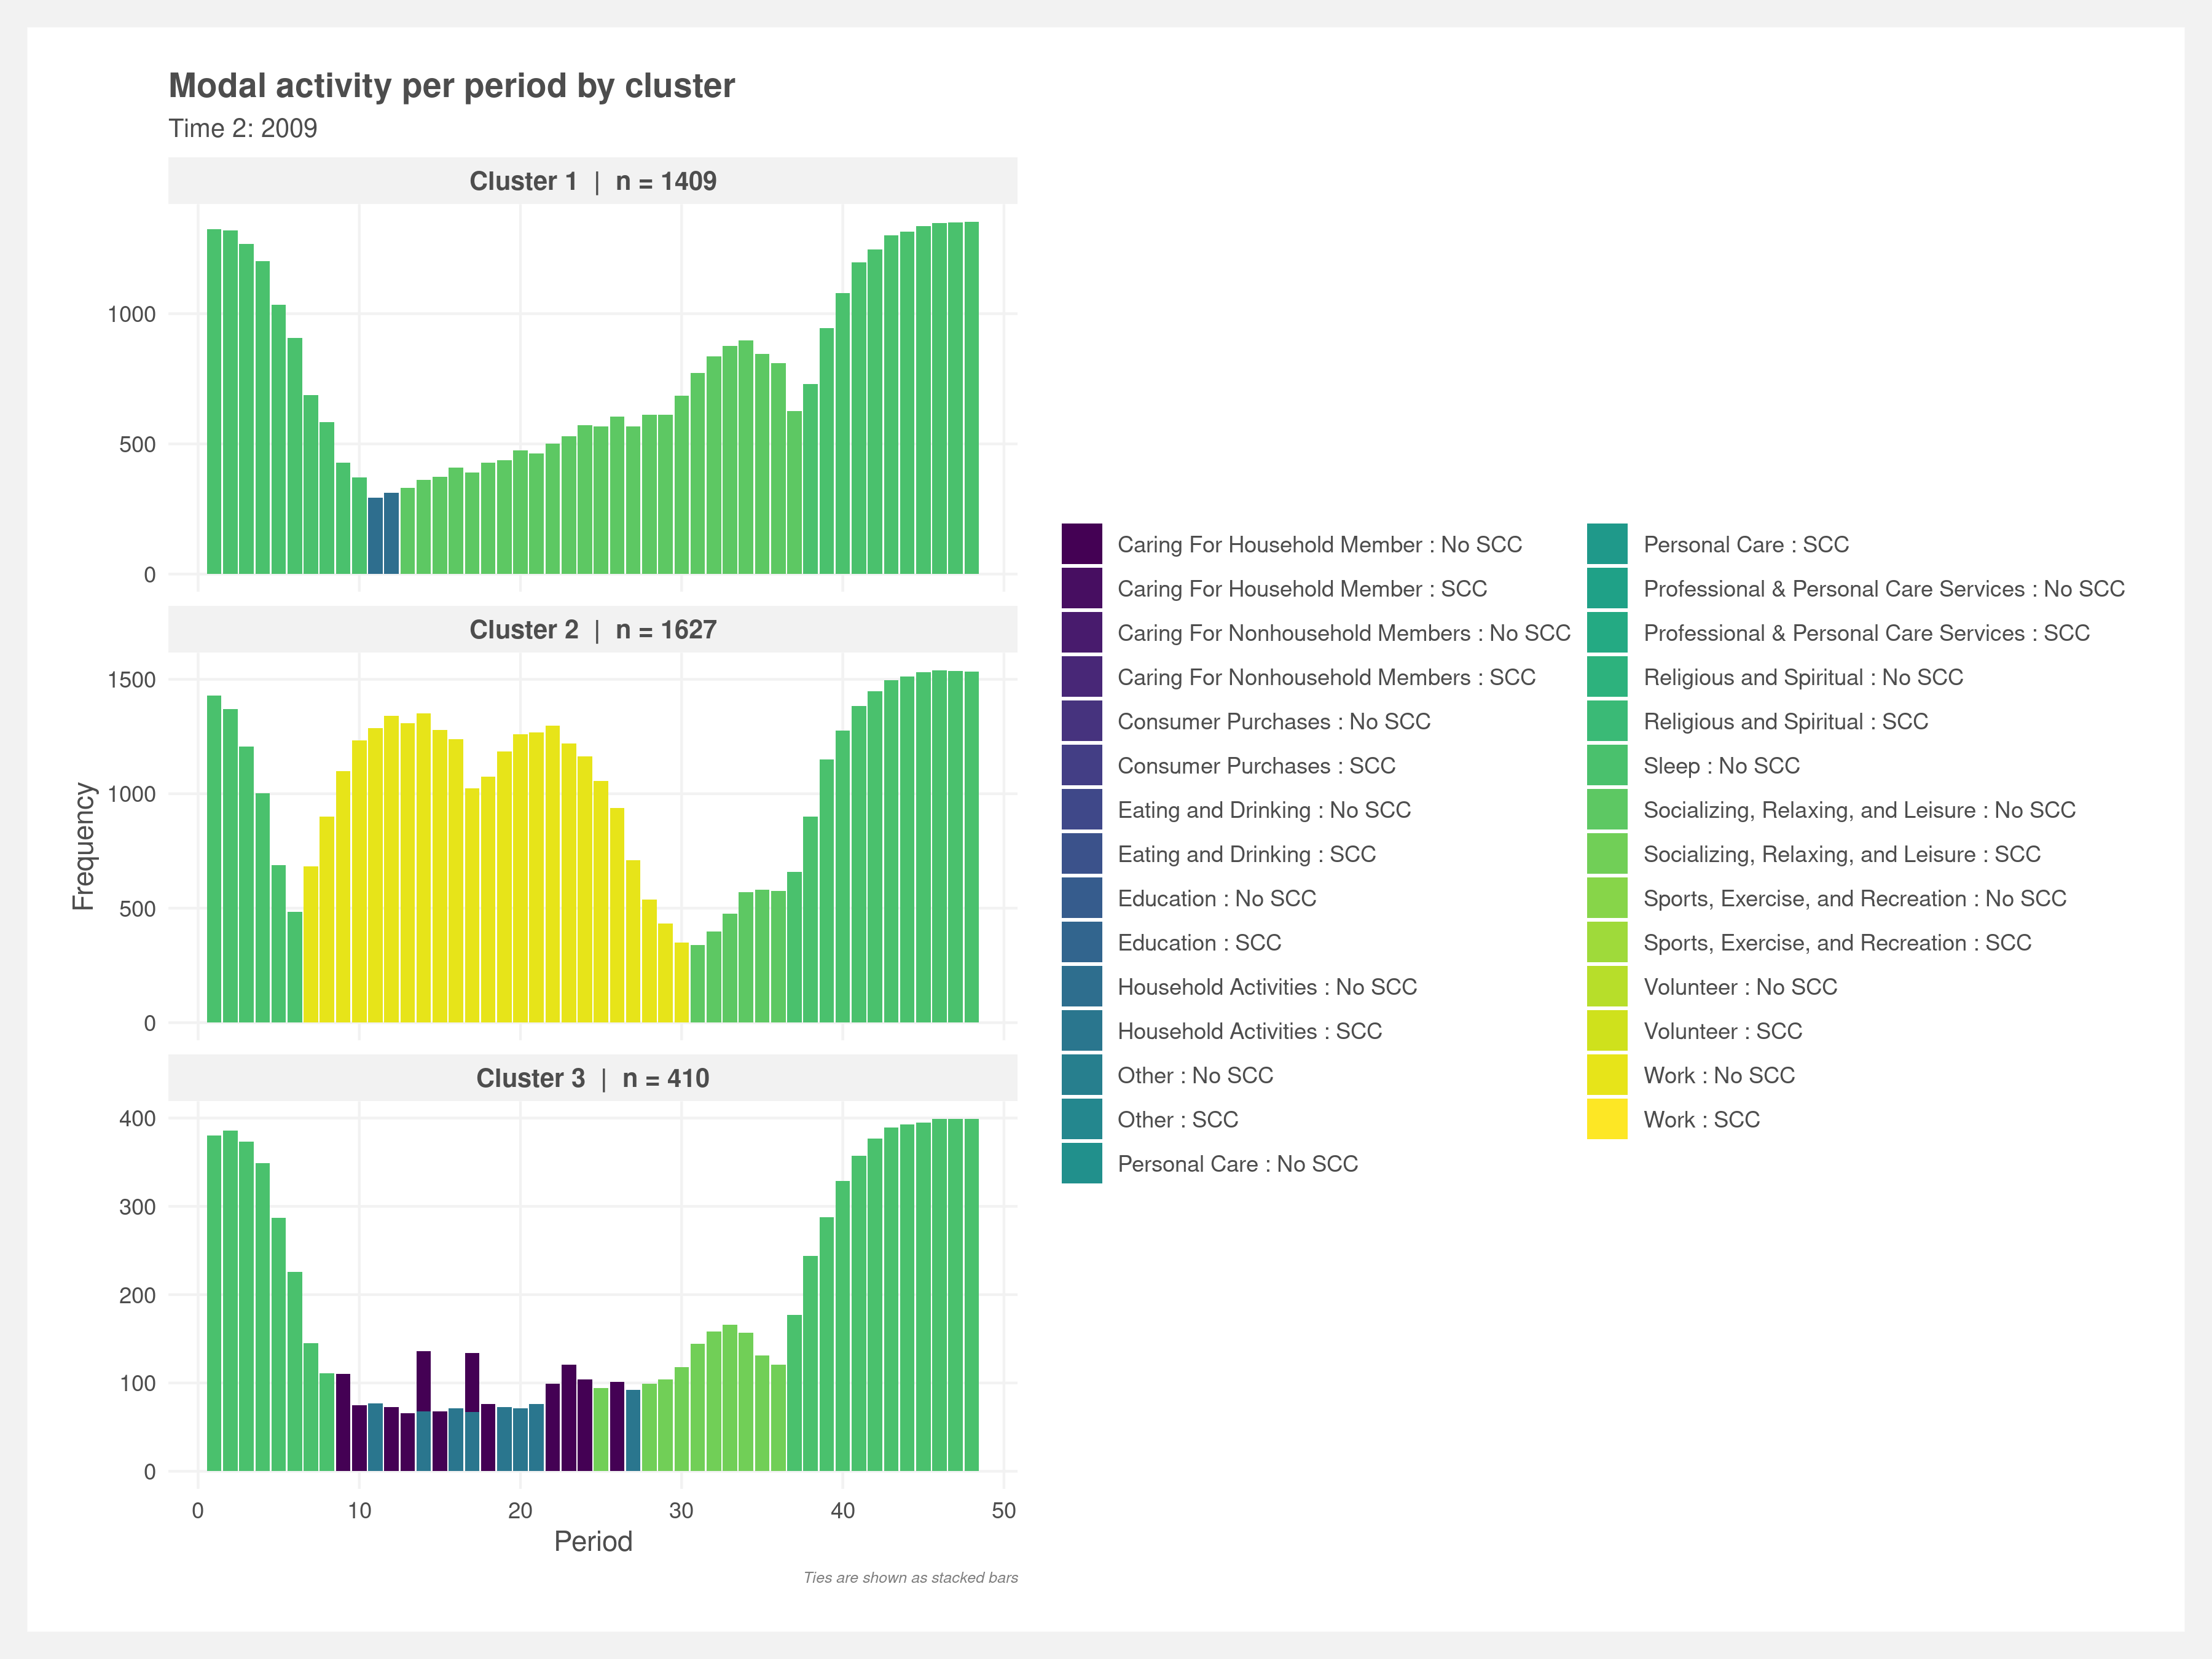 Modal activity per period by cluster
Time 2: 2009
Cluster 1 | n = 1409
1000
500
0
Cluster 2 | n = 1627
1500
1000
500
0
Frequency
Cluster 3 | n = 410
400
300
200
100
0
0 10 20 30 40 50
Period
Ties are shown as stacked bars
Caring For Household Member : No SCC
Caring For Household Member : SCC
Caring For Nonhousehold Members : No SCC
Caring For Nonhousehold Members : SCC
Consumer Purchases : No SCC
Consumer Purchases : SCC
Eating and Drinking : No SCC
Eating and Drinking : SCC
Education : No SCC
Education : SCC
Household Activities : No SCC
Household Activities : SCC
Other : No SCC
Other : SCC
Personal Care : No SCC
Personal Care : SCC
Professional & Personal Care Services : No SCC
Professional & Personal Care Services : SCC
Religious and Spiritual : No SCC
Religious and Spiritual : SCC
Sleep : No SCC
Socializing, Relaxing, and Leisure : No SCC
Socializing, Relaxing, and Leisure : SCC
Sports, Exercise, and Recreation : No SCC
Sports, Exercise, and Recreation : SCC
Volunteer : No SCC
Volunteer : SCC
Work : No SCC
Work : SCC